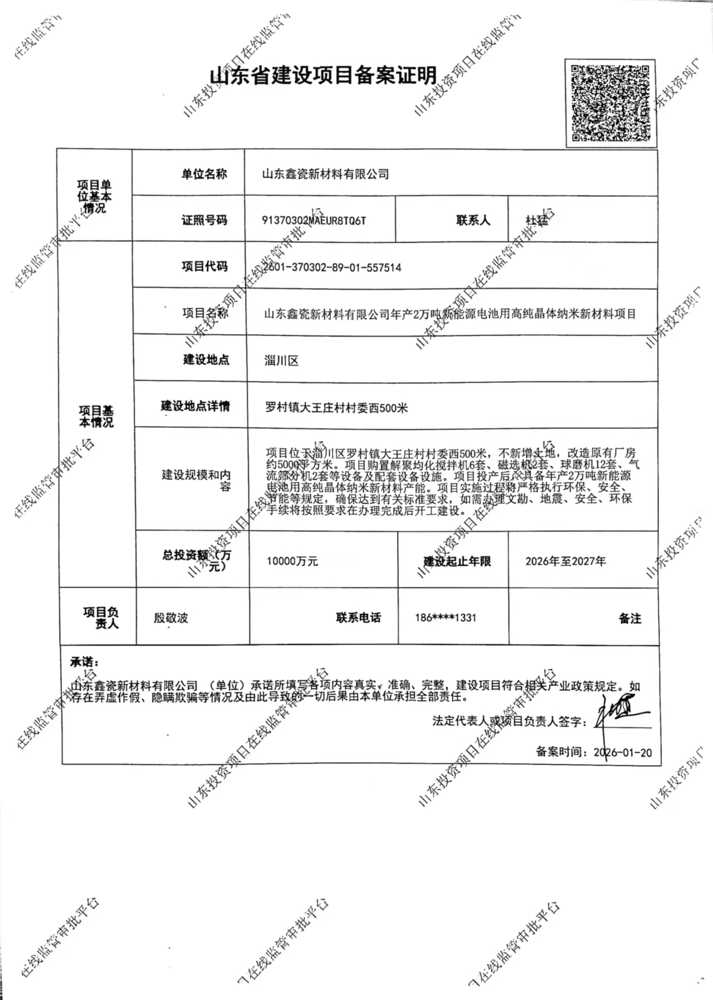 山东省建设项目备案证明
项目单
位基本
情况
单位名称
山东鑫瓷新材料有限公司
证照号码
91370302MAEUR8TQ6T
联系人
杜猛
项目基
本情况
项目代码
2601-370302-89-01-557514
项目名称
山东鑫瓷新材料有限公司年产2万吨新能源电池用高纯晶体纳米新材料项目
建设地点
淄川区
建设地点详情
罗村镇大王庄村村委西500米
建设规模和内
容
项目位于淄川区罗村镇大王庄村村委西500米，不新增土地，改造原有厂房
约5000平方米。项目购置解聚均化搅拌机6套、磁选机2套、球磨机12套、气
流筛分机2套等设备及配套设备设施。项目投产后，具备年产2万吨新能源
电池用高纯晶体纳米新材料产能。项目实施过程将严格执行环保、安全、
节能等规定，确保达到有关标准要求，如需办理文勘、地震、安全、环保
手续将按照要求在办理完成后开工建设。
总投资额（万
元）
10000万元
建设起止年限
2026年至2027年
项目负
责人
殷敬波
联系电话
186****1331
备注
承诺：
山东鑫瓷新材料有限公司 （单位）承诺所填写各项内容真实、准确、完整，建设项目符合相关产业政策规定。如
存在弄虚作假、隐瞒欺骗等情况及由此导致的一切后果由本单位承担全部责任。
法定代表人或项目负责人签字：
备案时间：2026-01-20
山东投资项目在线监管审批平台